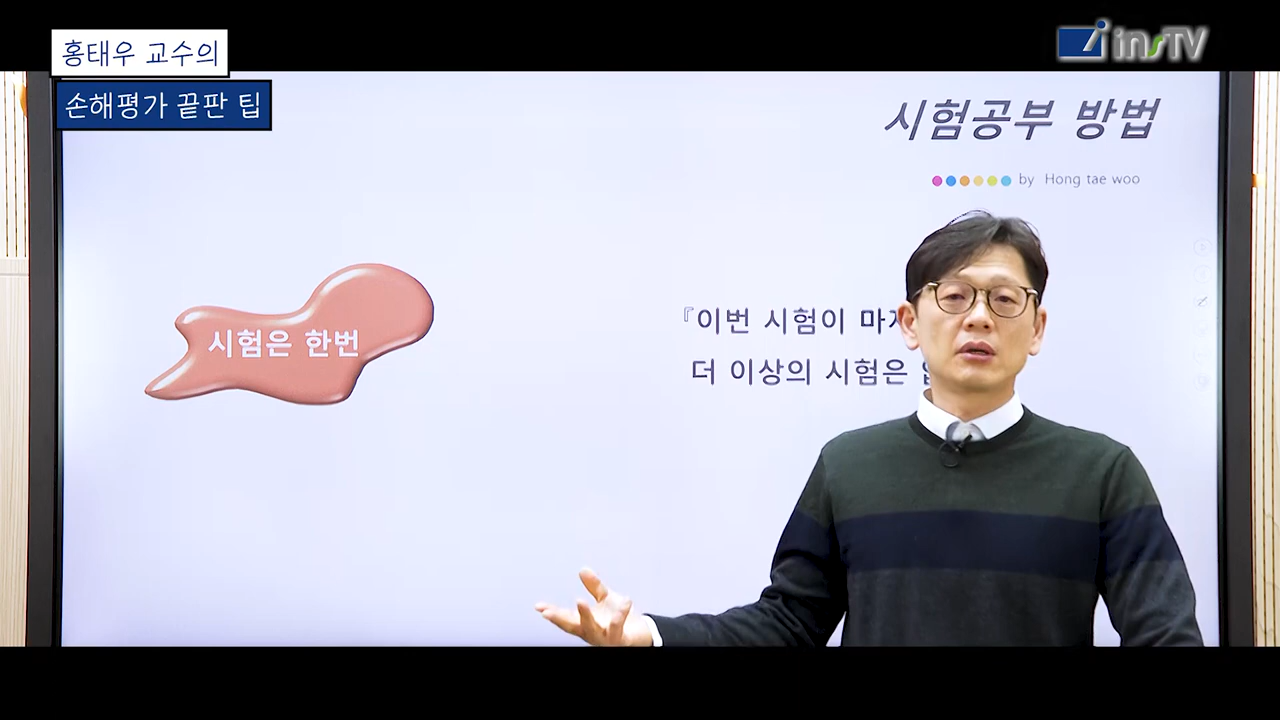 홍태우 교수의
손해평가 끝판 팁
insTV
시험공부 방법
by Hong tae woo
시험은 한번
『이번 시험이
더 이상의 시험은